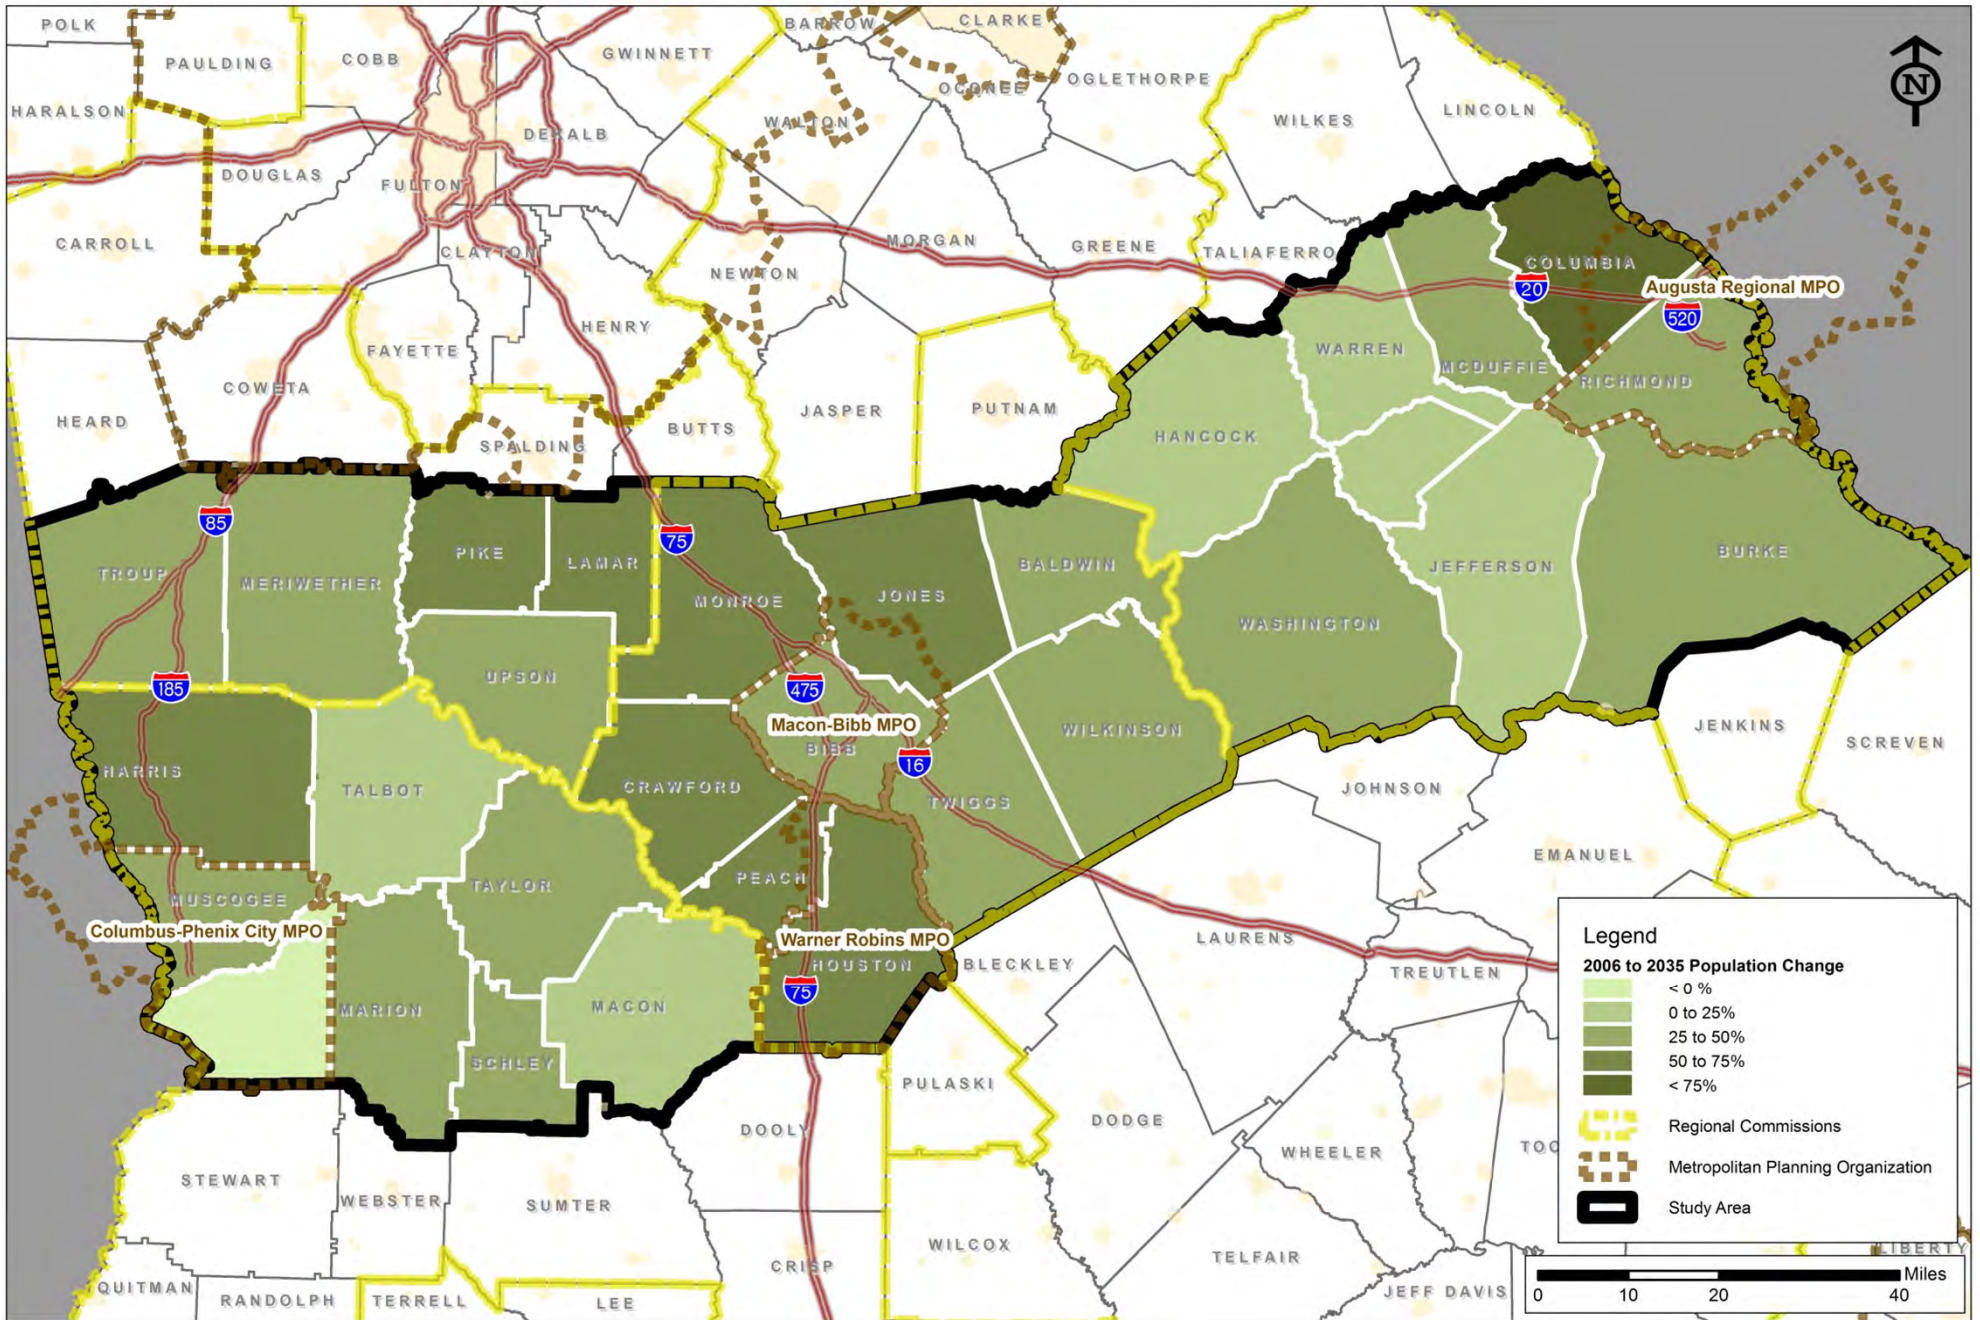 POLK
PAULDING
COBB
GWINNETT
BARROW
CLARKE
HARALSON
DEKALB
WALTON
OCONEE
OGLETHORPE
WILKES
LINCOLN
DOUGLAS
FULTON
CARROLL
CLAYTON
NEWTON
MORGAN
GREENE
TALIAFERRO
COLUMBIA
20
Augusta Regional MPO
520
N
HENRY
FAYETTE
COWETA
HEARD
SPALDING
BUTTS
JASPER
PUTNAM
HANCOCK
WARREN
MCDUFFIE
RICHMOND
85
TROUP
MERIWETHER
PIKE
LAMAR
75
MONROE
JONES
BALDWIN
WASHINGTON
JEFFERSON
BURKE
185
UPSON
475
Macon-Bibb MPO
BIBB
16
WILKINSON
JENKINS
SCREVEN
HARRIS
TALBOT
CRAWFORD
TWIGGS
JOHNSON
EMANUEL
MUSCOGEE
TAYLOR
PEACH
Columbus-Phenix City MPO
Warner Robins MPO
HOUSTON
BLECKLEY
LAURENS
TREUTLEN
MARION
MACON
75
SCHLEY
PULASKI
DODGE
DOOLY
WHEELER
TOO
STEWART
WEBSTER
SUMTER
WILCOX
TELFAIR
CRISP
QUITMAN
RANDOLPH
TERRELL
LEE
JEFF DAVIS
LIBERTY
Legend
2006 to 2035 Population Change
< 0 %
0 to 25%
25 to 50%
50 to 75%
< 75%
Regional Commissions
Metropolitan Planning Organization
Study Area
Miles
0 10 20 40